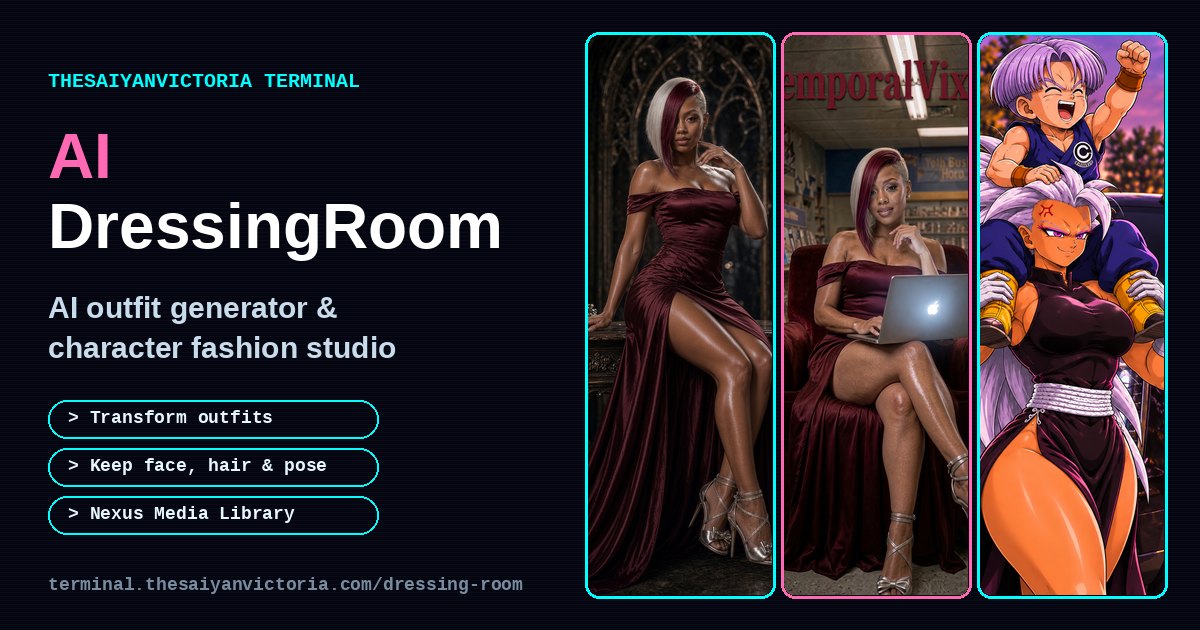 THESAIYANVICTORIA TERMINAL
AI
DressingRoom
AI outfit generator &
character fashion studio
> Transform outfits
> Keep face, hair & pose
> Nexus Media Library
terminal.thesaiyanvictoria.com/dressing-room
emporalVix